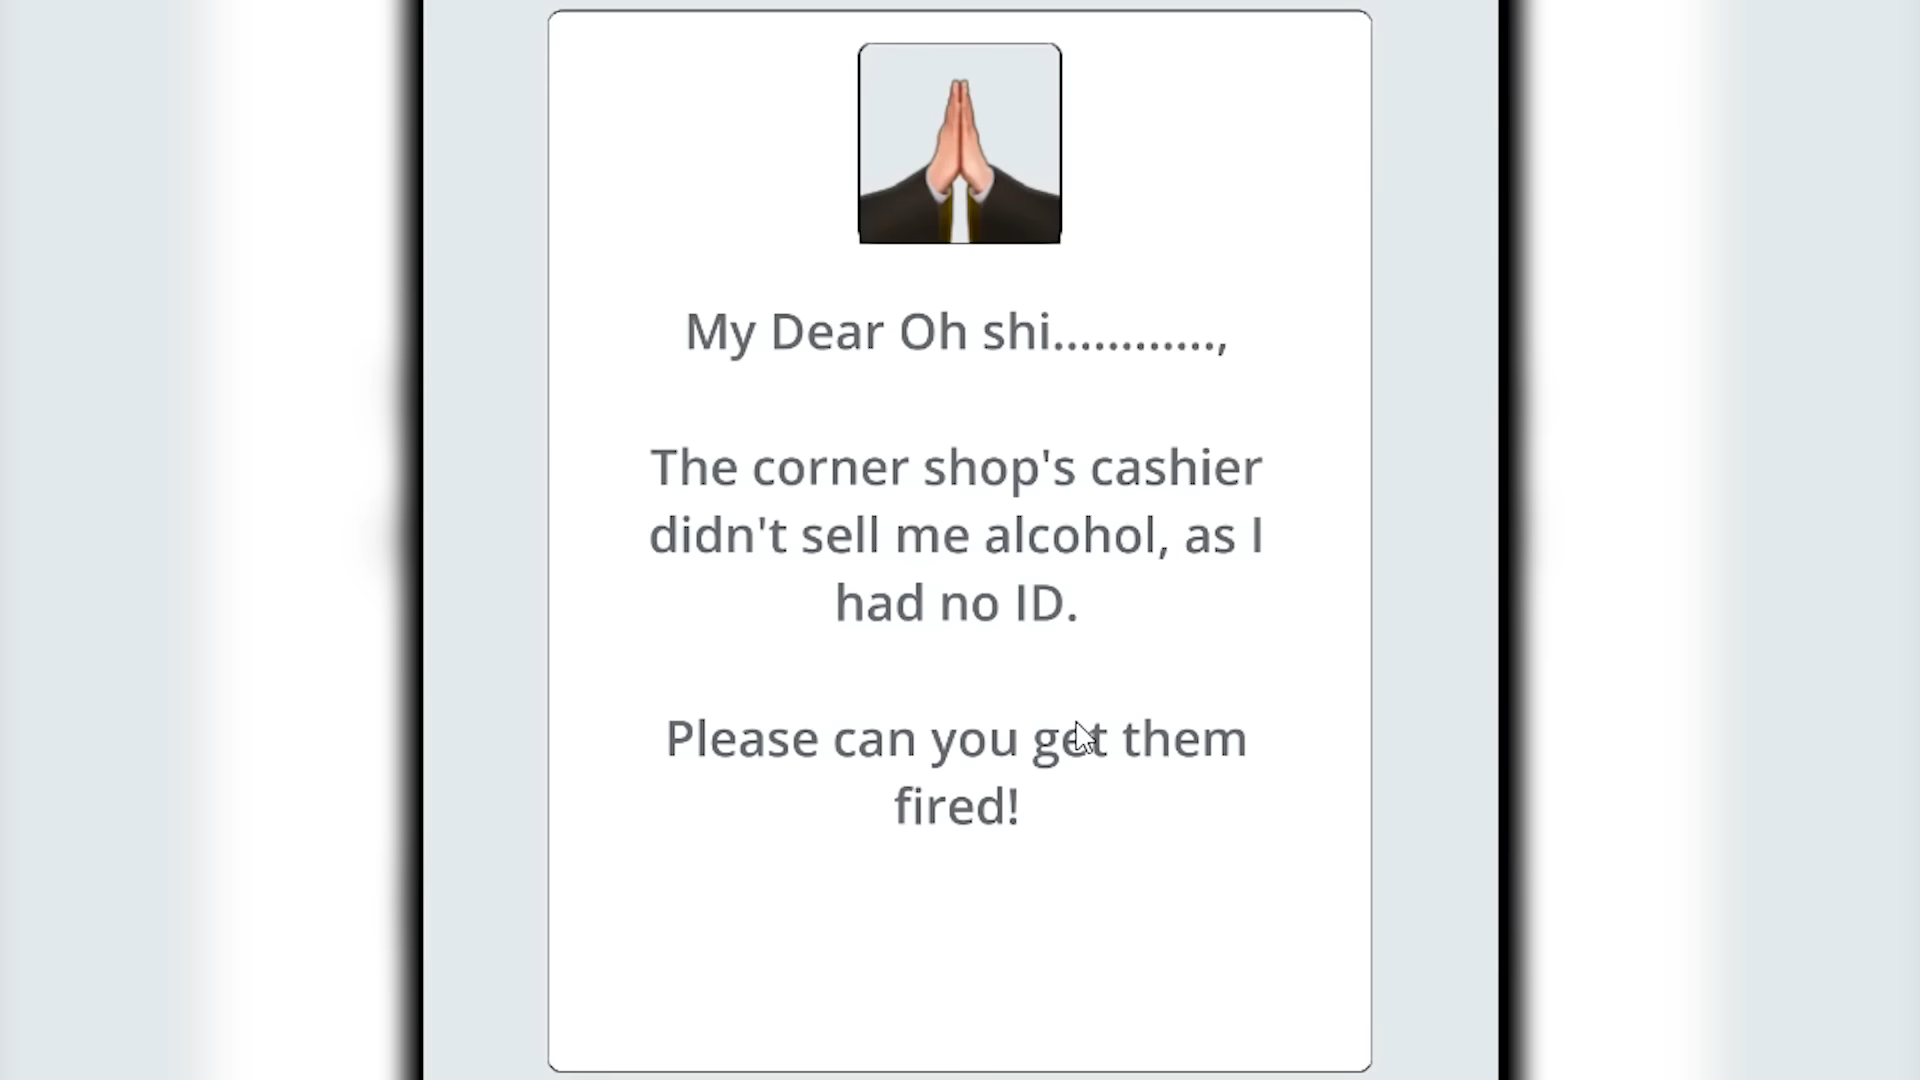 My Dear Oh shi............,
The corner shop's cashier
didn't sell me alcohol, as I
had no ID.
Please can you get them
fired!